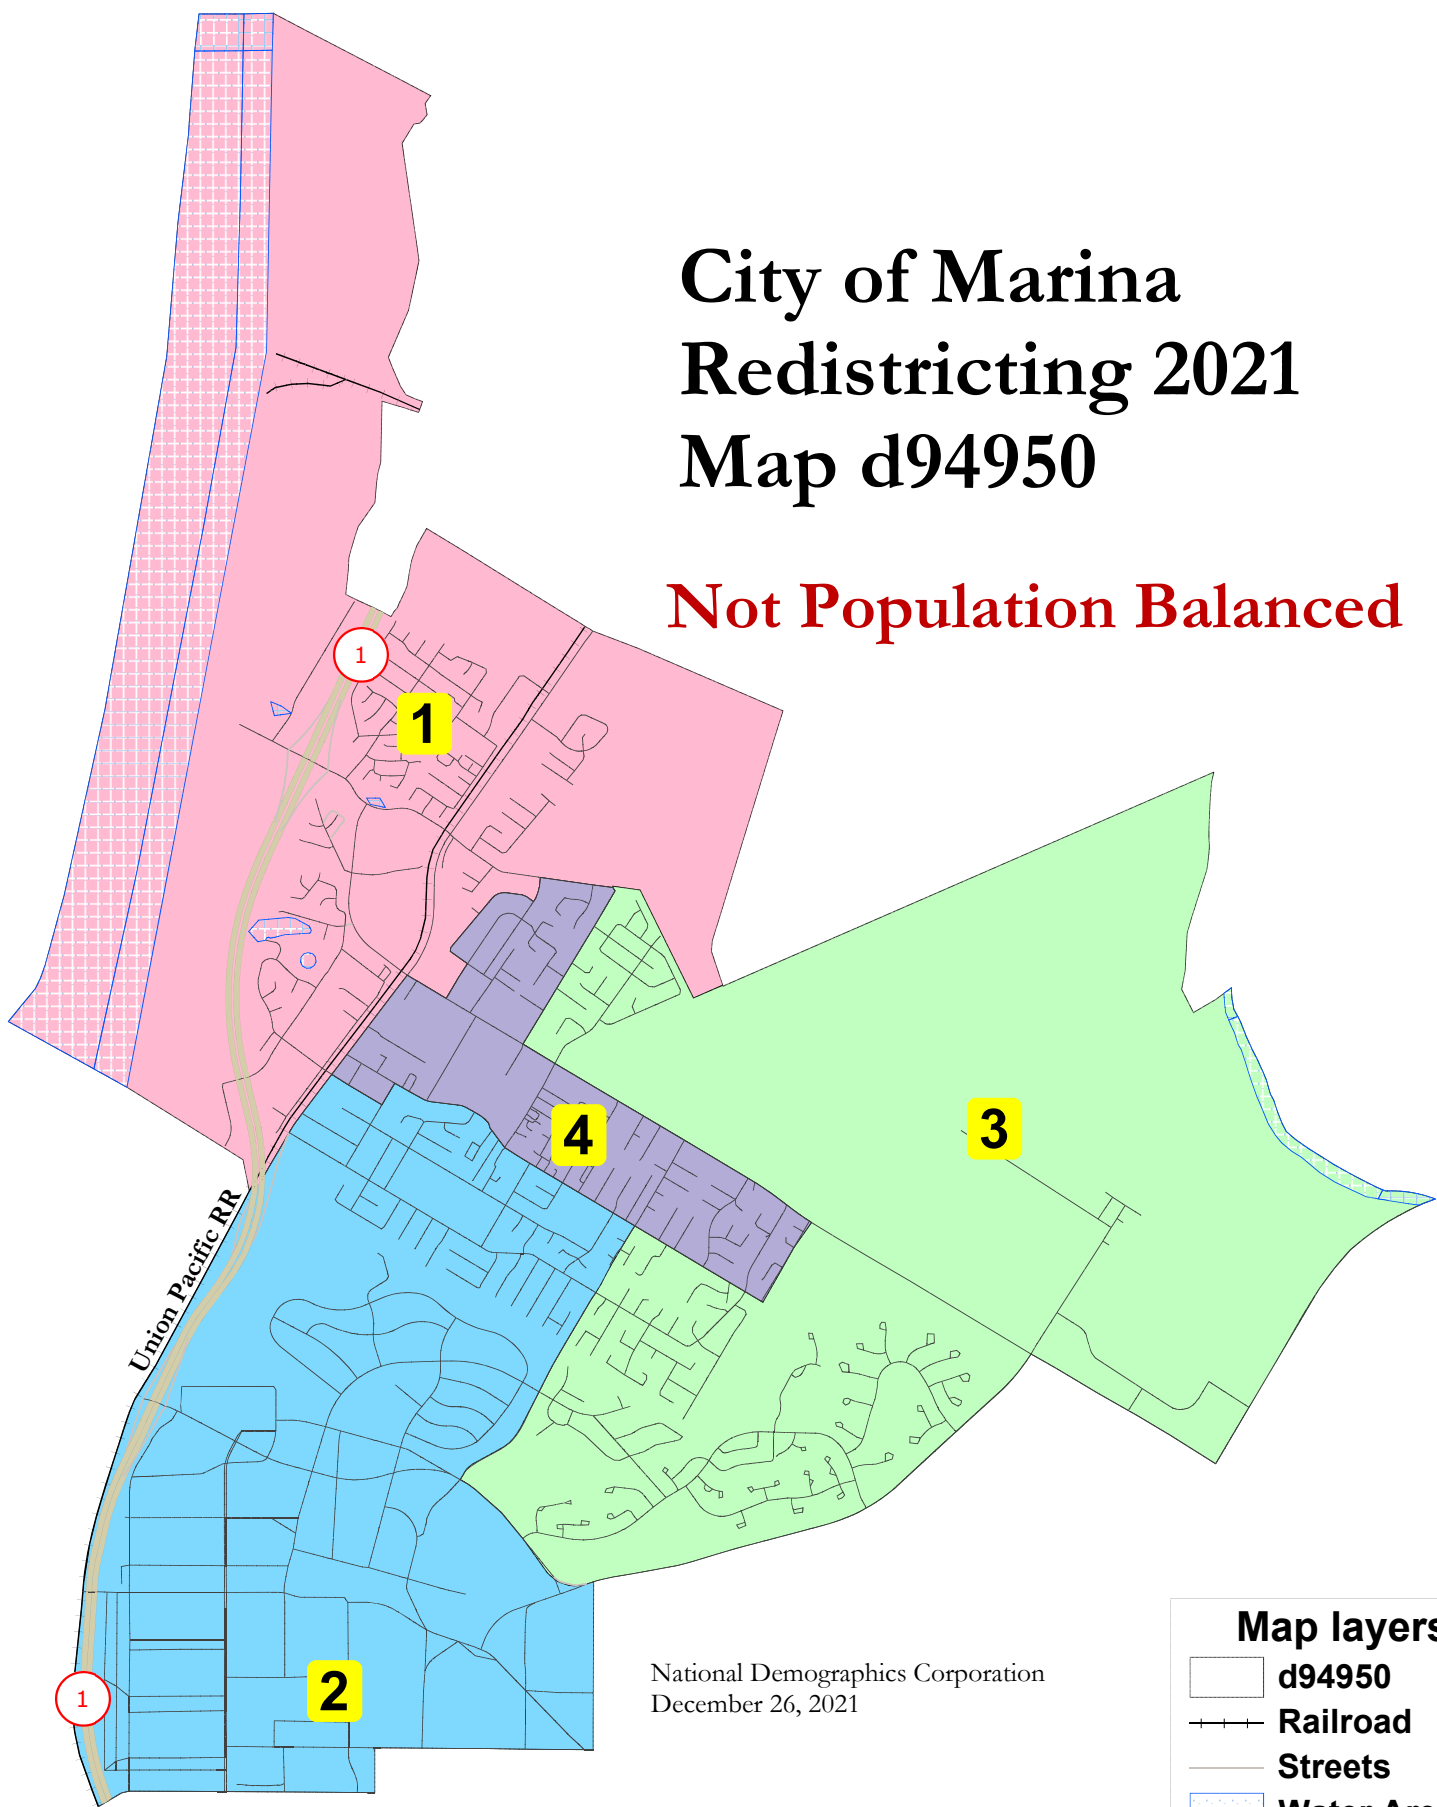 City of Marina
Redistricting 2021
Map d94950
Not Population Balanced
1
1
4
3
Union Pacific RR
2
1
National Demographics Corporation
December 26, 2021
Map layers
d94950
Railroad
Streets
Water